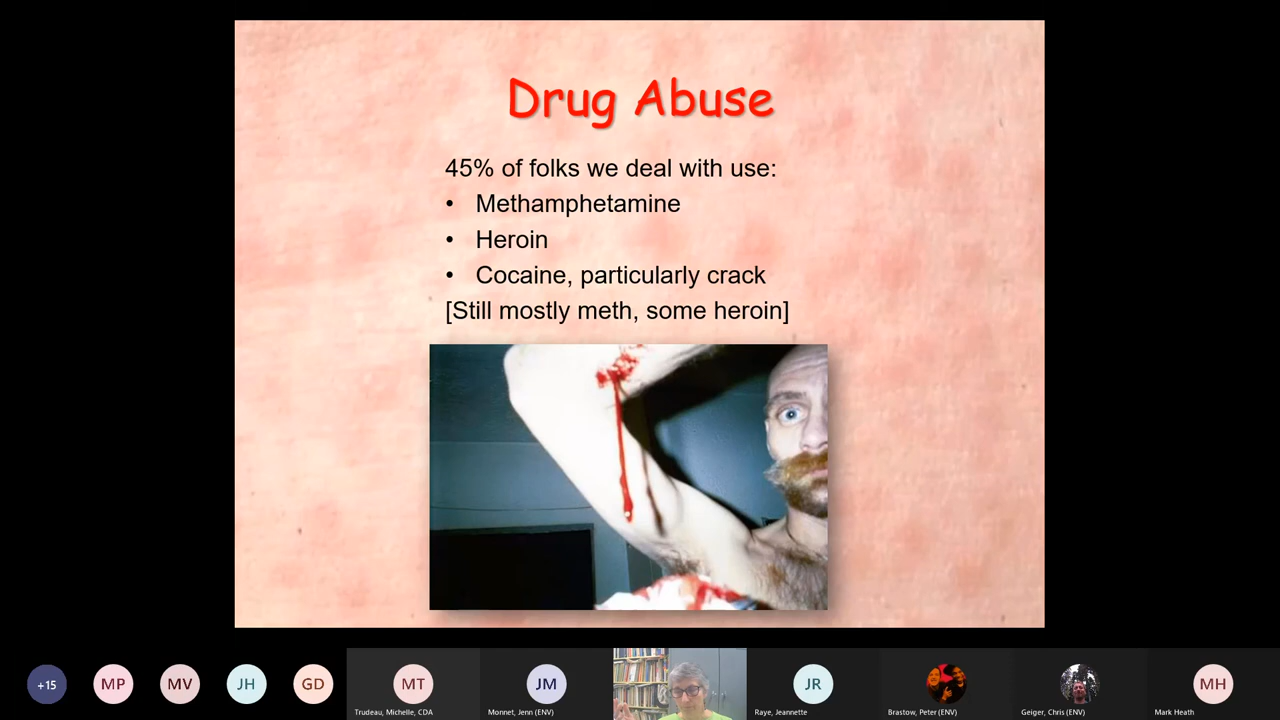 Drug Abuse
45% of folks we deal with use:
• Methamphetamine
• Heroin
• Cocaine, particularly crack
[Still mostly meth, some heroin]
+15
MP
MV
JH
GD
MT
JM
JR
MH
Trudeau, Michelle, CDA
Monnet, Jenn (ENV)
Raye, Jeannette
Brastow, Peter (ENV)
Geiger, Chris (ENV)
Mark Heath